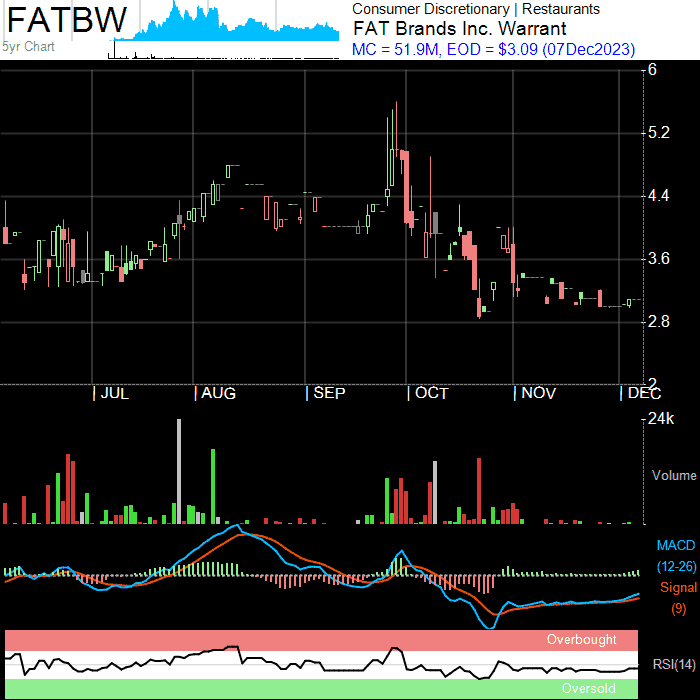 FATBW
5yr Chart
Consumer Discretionary | Restaurants
FAT Brands Inc. Warrant
MC = 51.9M, EOD = $3.09 (07Dec2023)
6
5.2
4.4
3.6
2.8
2
JUL
AUG
SEP
OCT
NOV
DEC
24k
Volume
MACD
(12-26)
Signal
(9)
Overbought
RSI(14)
Oversold